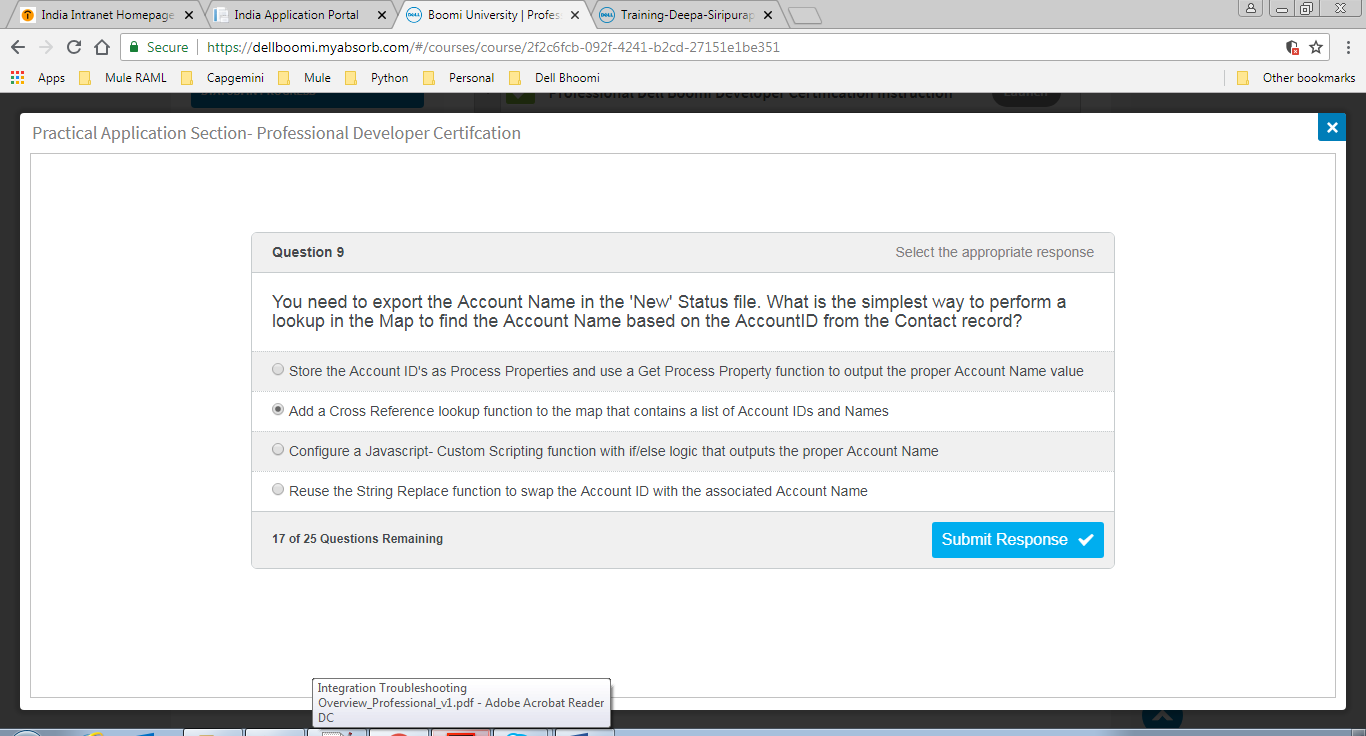 India Intranet Homepage
India Application Portal
Boomi University | Profes
Training-Deepa-Siripurap
Secure
https://dellboomi.myabsorb.com/#/courses/course/2f2c6fcb-092f-4241-b2cd-27151e1be351
Apps
Mule RAML
Capgemini
Mule
Python
Personal
Dell Bhoomi
Other bookmarks
Professional Dell Boomi Developer Certification Instruction
Practical Application Section- Professional Developer Certifcation
Question 9
Select the appropriate response
You need to export the Account Name in the 'New' Status file. What is the simplest way to perform a
lookup in the Map to find the Account Name based on the AccountID from the Contact record?
Store the Account ID's as Process Properties and use a Get Process Property function to output the proper Account Name value
Add a Cross Reference lookup function to the map that contains a list of Account IDs and Names
Configure a Javascript- Custom Scripting function with if/else logic that outputs the proper Account Name
Reuse the String Replace function to swap the Account ID with the associated Account Name
17 of 25 Questions Remaining
Submit Response
Integration Troubleshooting
Overview_Professional_v1.pdf - Adobe Acrobat Reader
DC